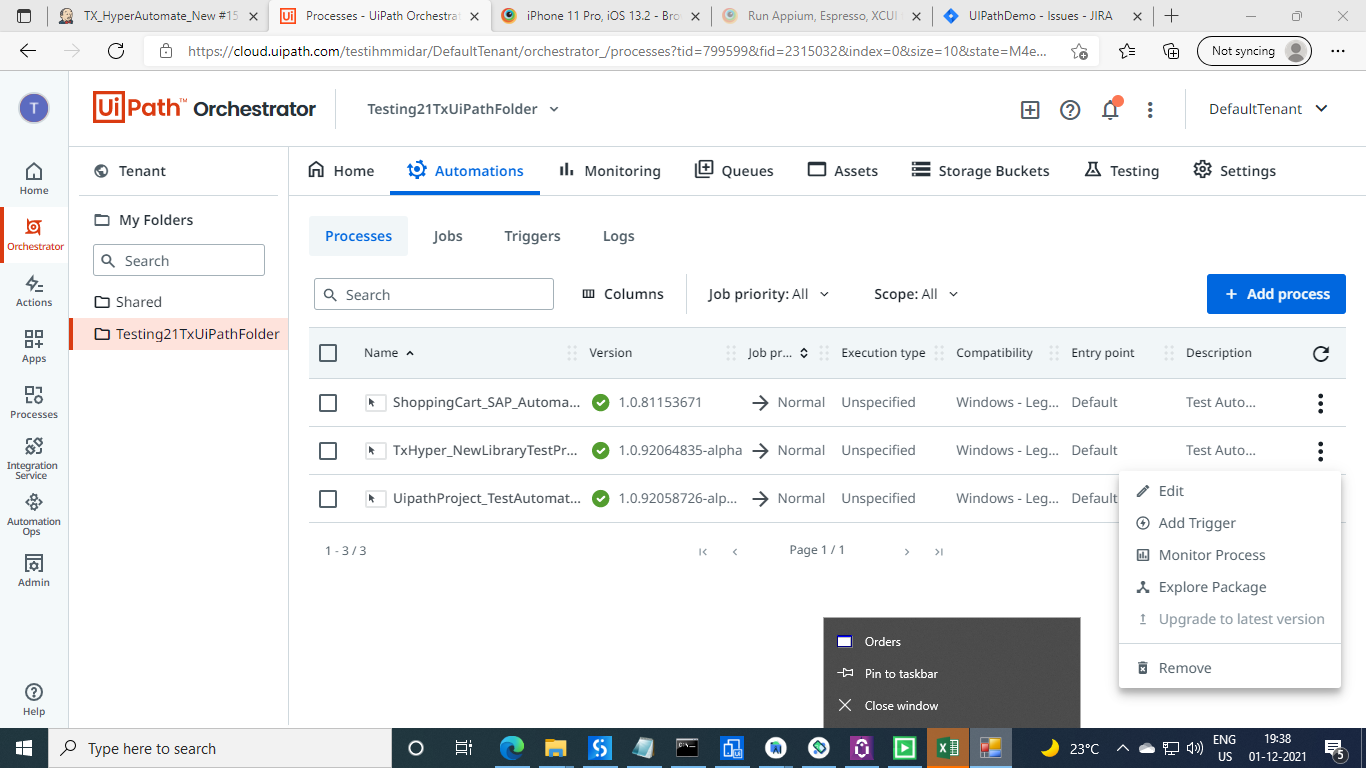 TX_HyperAutomate_New #15
Processes - UiPath Orchestrat
iPhone 11 Pro, iOS 13.2 - Bro
Run Appium, Espresso, XCUI
UIPathDemo - Issues - JIRA
https://cloud.uipath.com/testihmmidar/DefaultTenant/orchestrator_/processes?tid=799599&fid=2315032&index=0&size=10&state=M4e...
Not syncing
T
UiPath™ Orchestrator
Testing21TxUiPathFolder
DefaultTenant
Home
Orchestrator
Actions
Apps
Processes
Integration
Service
Automation
Ops
Admin
Help
Tenant
My Folders
Search
Shared
Testing21TxUiPathFolder
Home
Automations
Monitoring
Queues
Assets
Storage Buckets
Testing
Settings
Processes
Jobs
Triggers
Logs
Search
Columns
Job priority: All
Scope: All
+ Add process
Name Version Job pr... Execution type Compatibility Entry point Description
ShoppingCart_SAP_Automa... 1.0.81153671 Normal Unspecified Windows - Leg... Default Test Auto...
TxHyper_NewLibraryTestPr... 1.0.92064835-alpha Normal Unspecified Windows - Leg... Default Test Auto...
UipathProject_TestAutomat... 1.0.92058726-alp... Normal Unspecified Windows - Leg... Default
1 - 3 / 3
Page 1 / 1
Edit
Add Trigger
Monitor Process
Explore Package
Upgrade to latest version
Remove
Orders
Pin to taskbar
Close window
Type here to search
23°C
ENG
US
19:38
01-12-2021
5